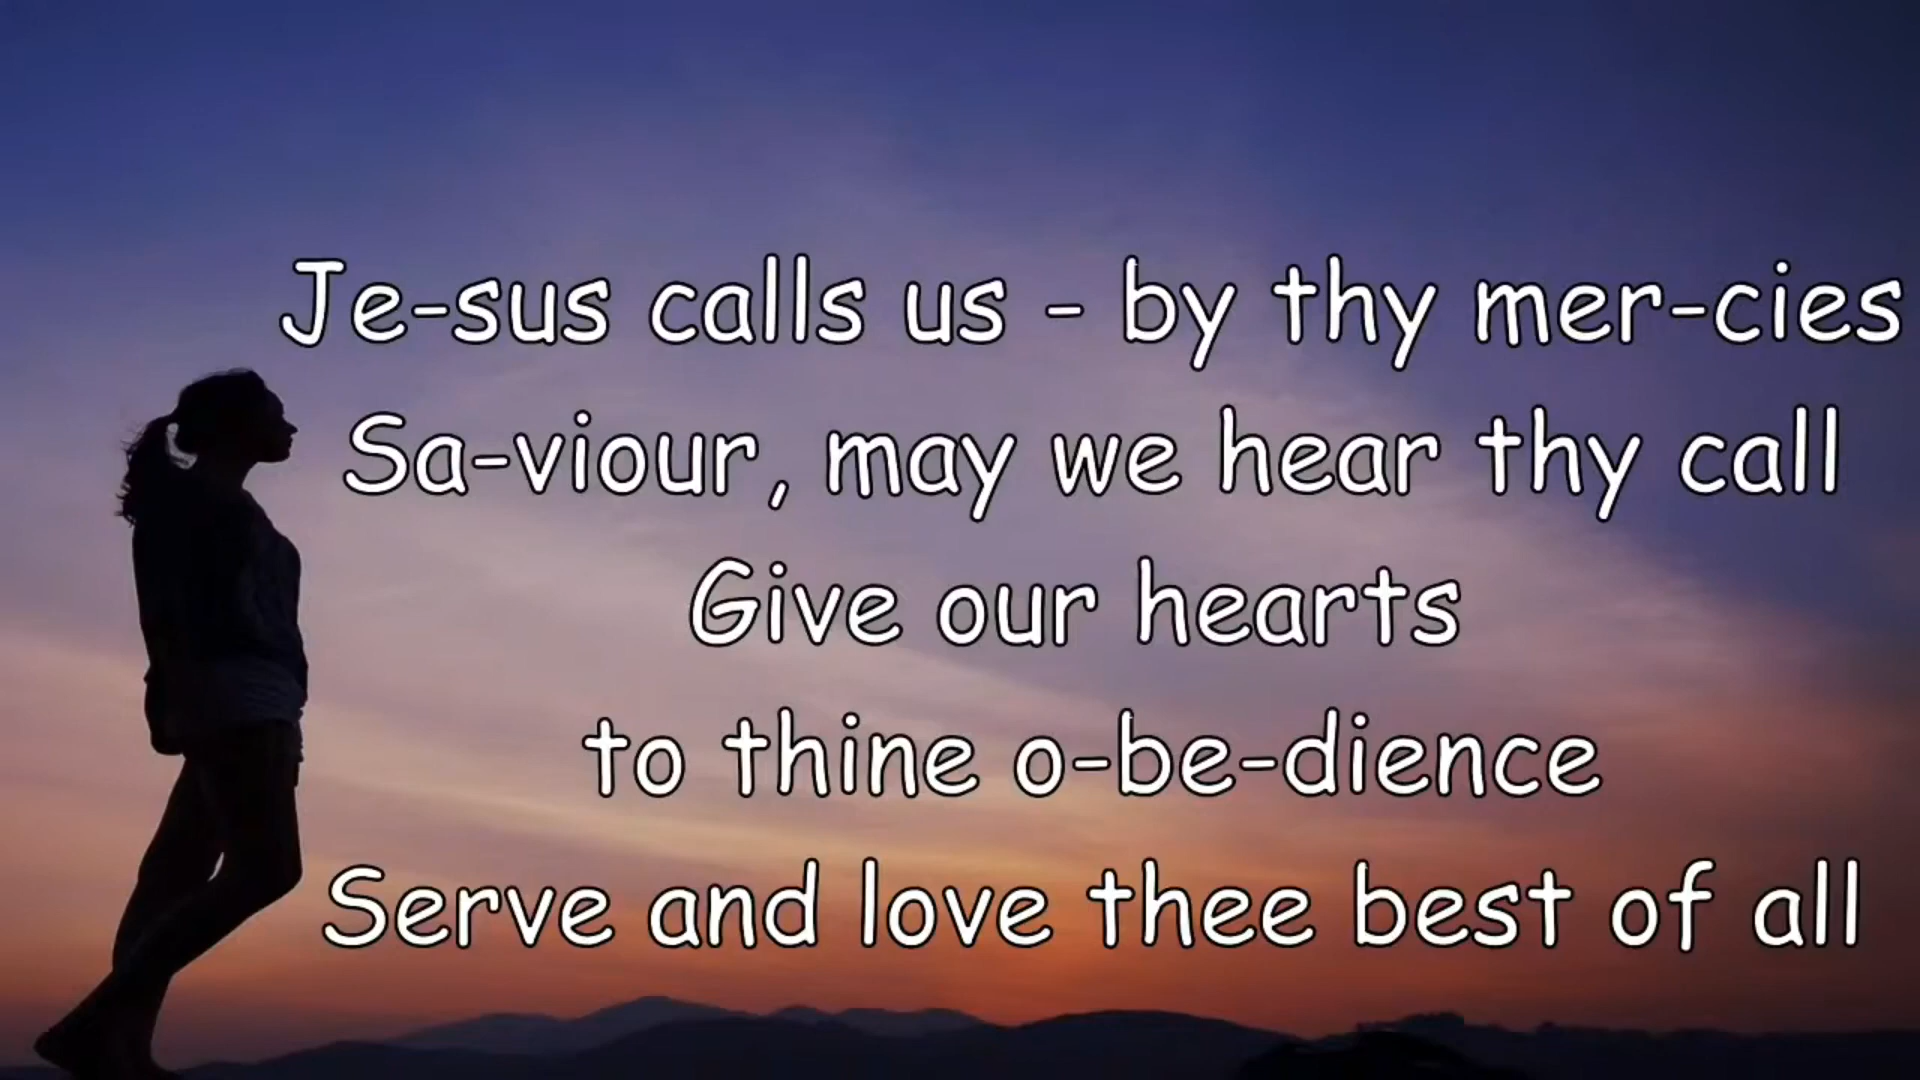 Je-sus calls us - by thy mer-cies
Sa-viour, may we hear thy call
Give our hearts
to thine o-be-dience
Serve and love thee best of all